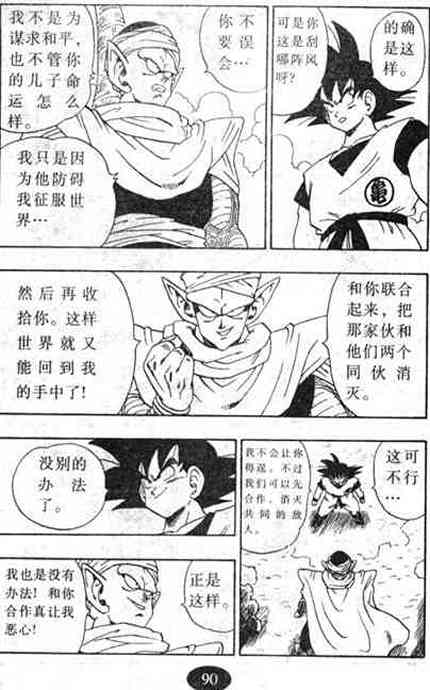 的确
是这
样。
可是你
这是刮
哪阵风
呀?
亀
你不
要误
会…
我不是为
谋求和平,
也不管你
的儿子命
运怎么
样。
我只是因
为他防碍
我征服世
界…
和你联合
起来,把
那家伙和
他们两个
同伙消
灭。
然后再收
拾你。这样
世界就又
能回到我
的手中了!
这可
不行
…
我不会让你
得逞。不过
我们可以先
合作,消灭
共同的敌
人。
没别的
办法
了。
正是
这样。
我也是没有
办法!和你
合作真让我
恶心!
90